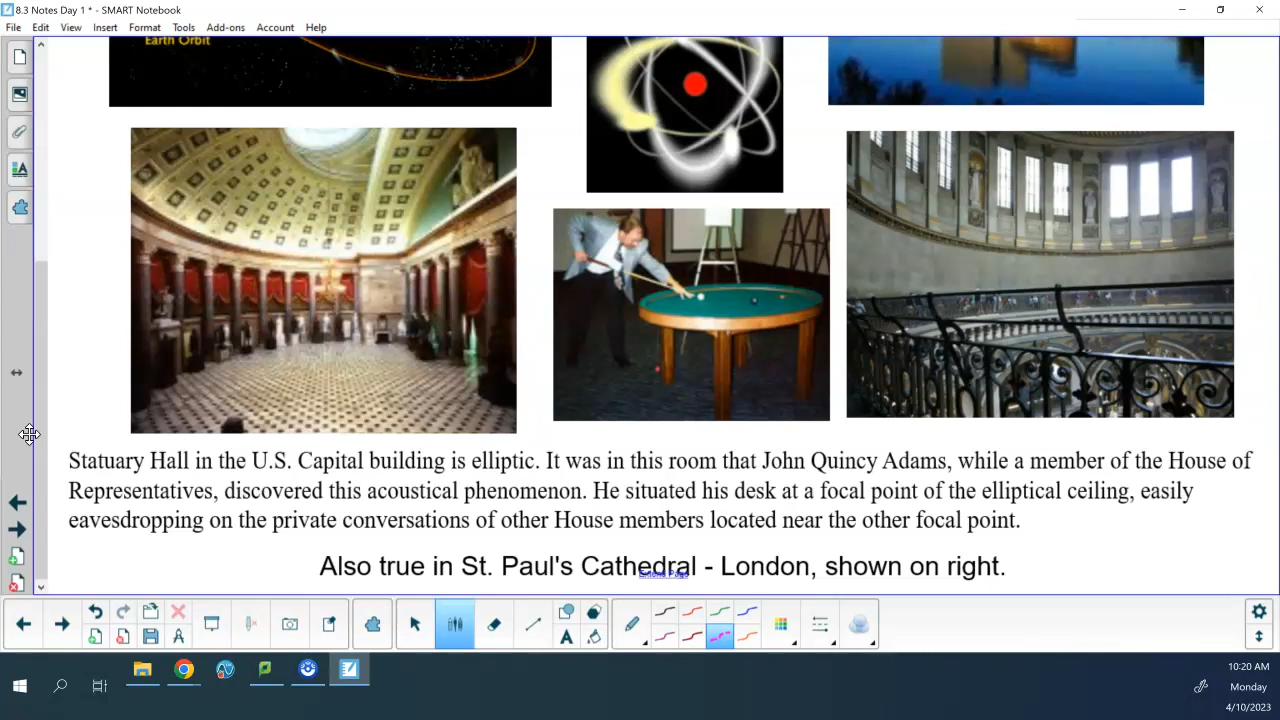 8.3 Notes Day 1 * - SMART Notebook
File Edit View Insert Format Tools Add-ons Account Help
Earth Orbit
Statuary Hall in the U.S. Capital building is elliptic. It was in this room that John Quincy Adams, while a member of the House of
Representatives, discovered this acoustical phenomenon. He situated his desk at a focal point of the elliptical ceiling, easily
eavesdropping on the private conversations of other House members located near the other focal point.
Also true in St. Paul's Cathedral - London, shown on right.
Extend Page
10:20 AM
Monday
4/10/2023